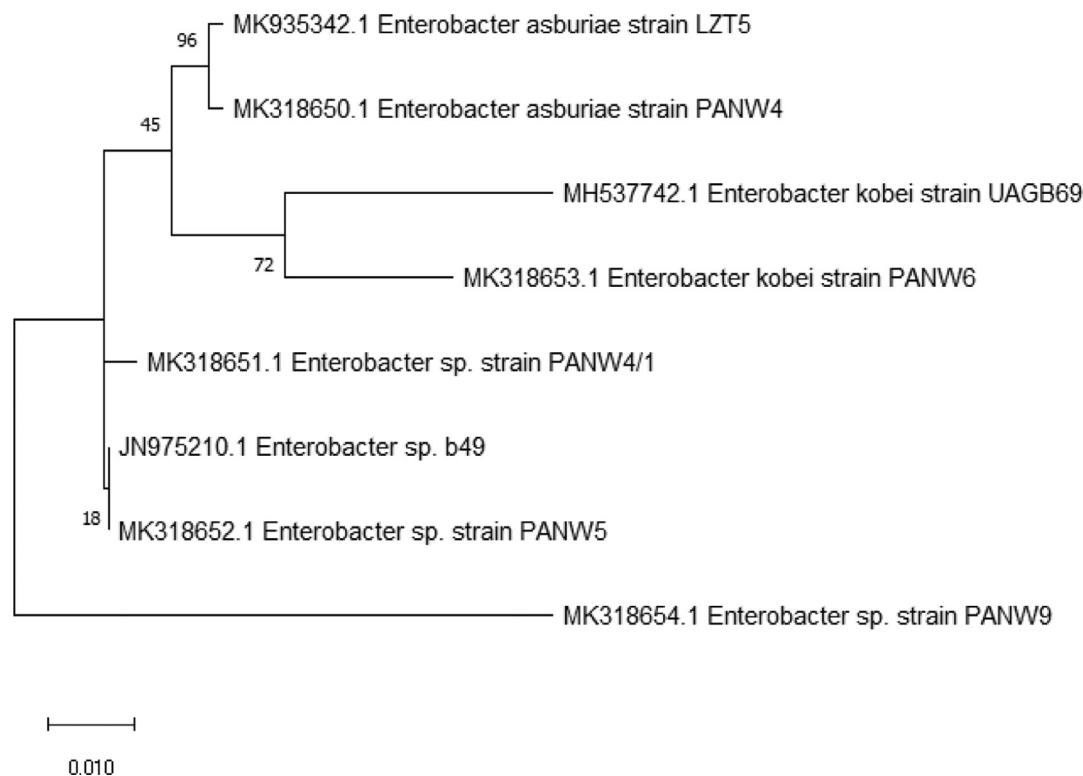 MK935342.1 Enterobacter asburiae strain LZT5
96
MK318650.1 Enterobacter asburiae strain PANW4
45
MH537742.1 Enterobacter kobei strain UAGB69
72
MK318653.1 Enterobacter kobei strain PANW6
MK318651.1 Enterobacter sp. strain PANW4/1
JN975210.1 Enterobacter sp. b49
18
MK318652.1 Enterobacter sp. strain PANW5
MK318654.1 Enterobacter sp. strain PANW9
0.010